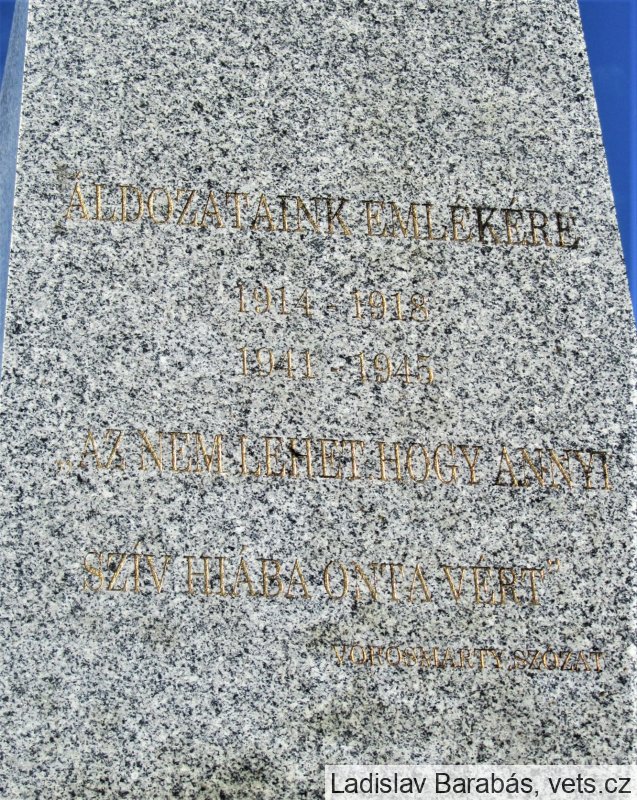 ÁLDOZATAINK EMLÉKÉRE
1914 - 1918
1941 - 1945
„AZ NEM LEHET HOGY ANNYI
SZÍV HIÁBA ONTA VÉRT”
VÖRÖSMARTY: SZÓZAT
Ladislav Barabás, vets.cz